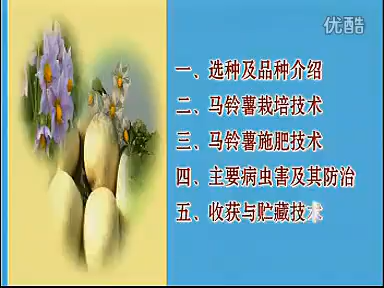 优酷
一、选种及品种介绍
二、马铃薯栽培技术
三、马铃薯施肥技术
四、主要病虫害及其防治
五、收获与贮藏技术